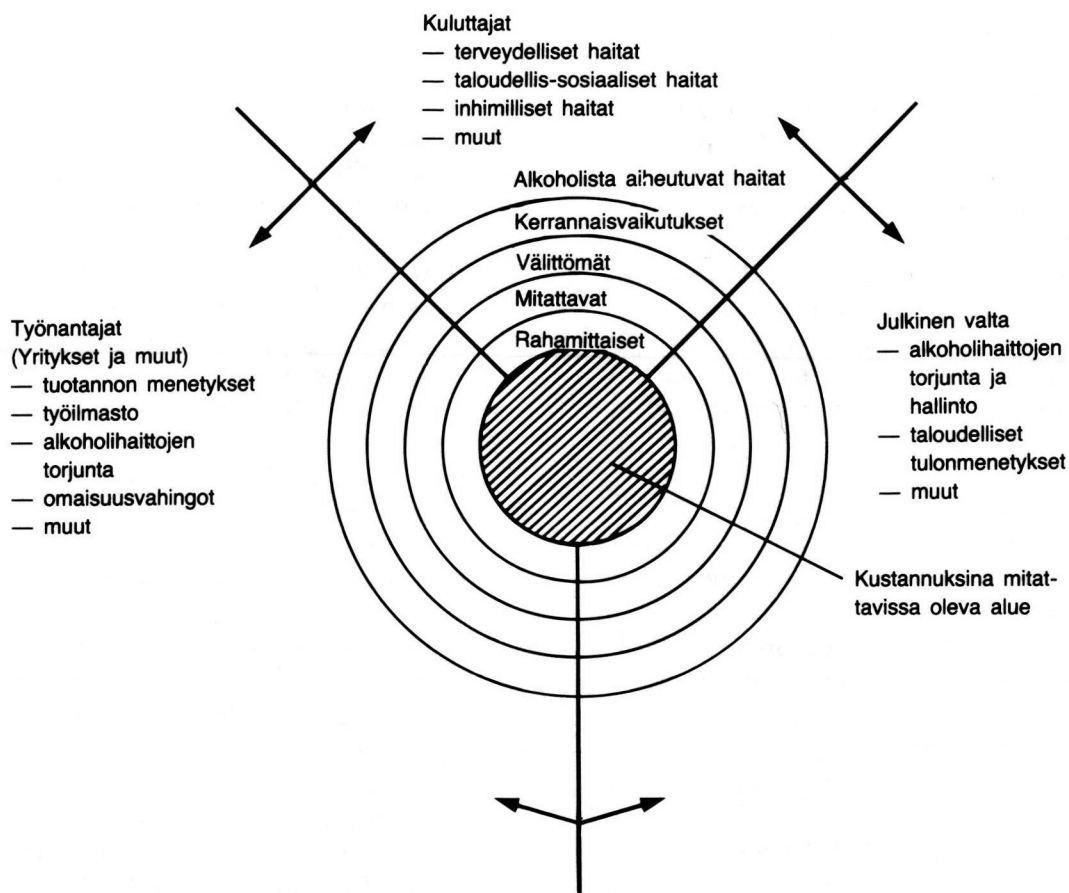 Kuluttajat
— terveydelliset haitat
— taloudellis-sosiaaliset haitat
— inhimilliset haitat
— muut
Alkoholista aiheutuvat haitat
Kerrannaisvaikutukset
Välittömät
Mitattavat
Rahamittaiset
Työnantajat
(Yritykset ja muut)
— tuotannon menetykset
— työilmasto
— alkoholihaittojen
torjunta
— omaisuusvahingot
— muut
Julkinen valta
— alkoholihaittojen
torjunta ja
hallinto
— taloudelliset
tulonmenetykset
— muut
Kustannuksina mitat-
tavissa oleva alue